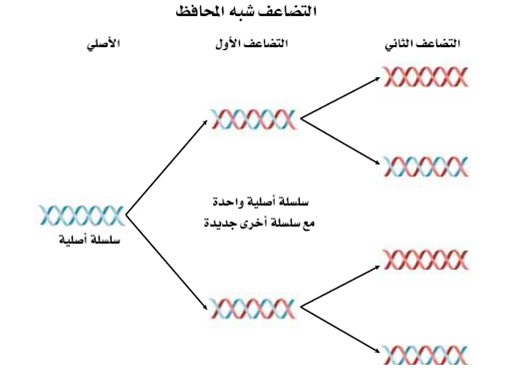 التضاعف شبه المحافظ
الأصلي
التضاعف الأول
التضاعف الثاني
سلسلة أصلية واحدة
مع سلسلة أخرى جديدة
سلسلة أصلية